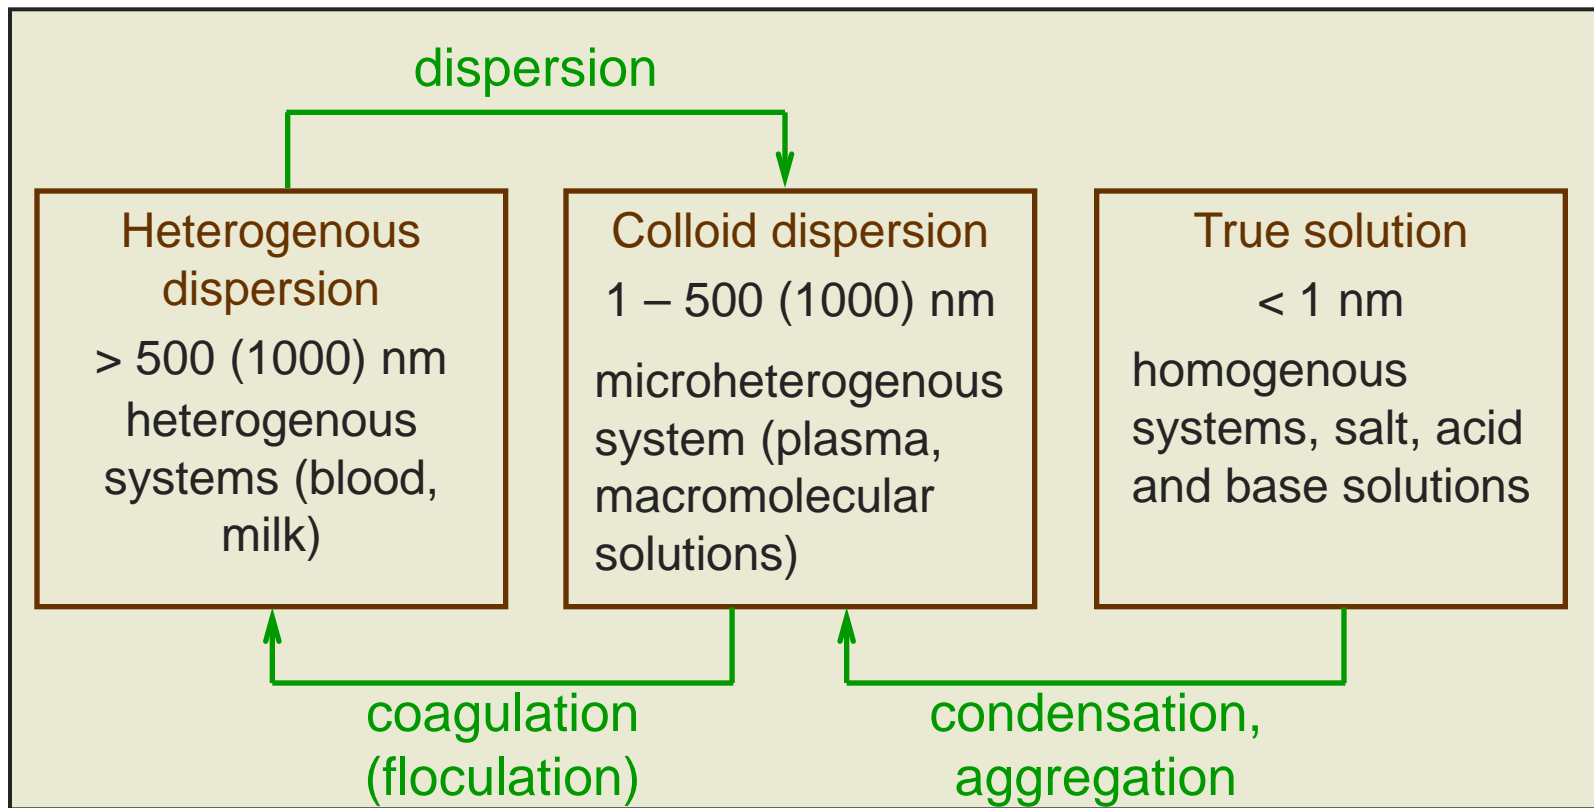 dispersion
Heterogenous
dispersion
> 500 (1000) nm
heterogenous
systems (blood,
milk)
Colloid dispersion
1 – 500 (1000) nm
microheterogenous
system (plasma,
macromolecular
solutions)
True solution
< 1 nm
homogenous
systems, salt, acid
and base solutions
coagulation
(floculation)
condensation,
aggregation